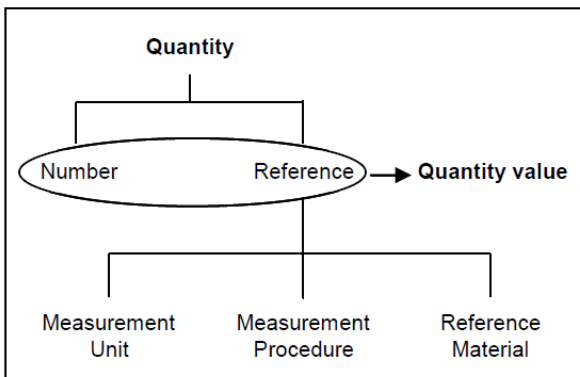 Quantity
Number Reference Quantity value
Measurement Measurement Reference
Unit Procedure Material